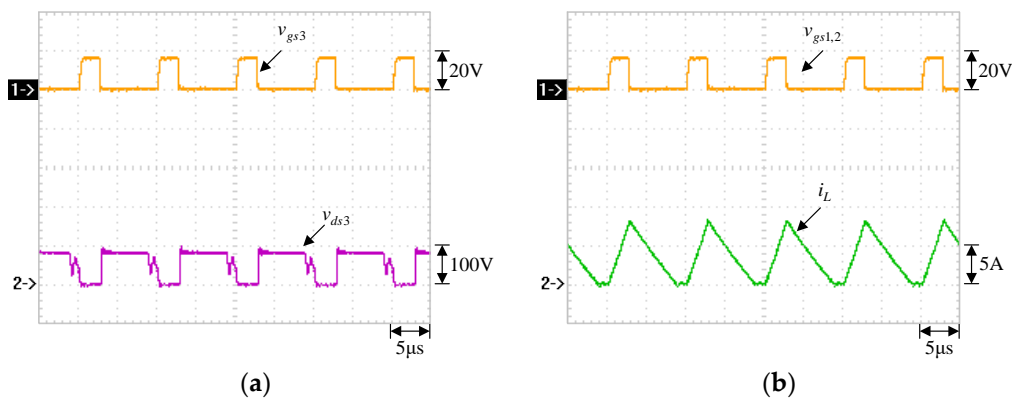 v_gs3
1->
20V
v_ds3
2->
100V
5μs
(a)
v_gs1,2
1->
20V
i_L
2->
5A
5μs
(b)